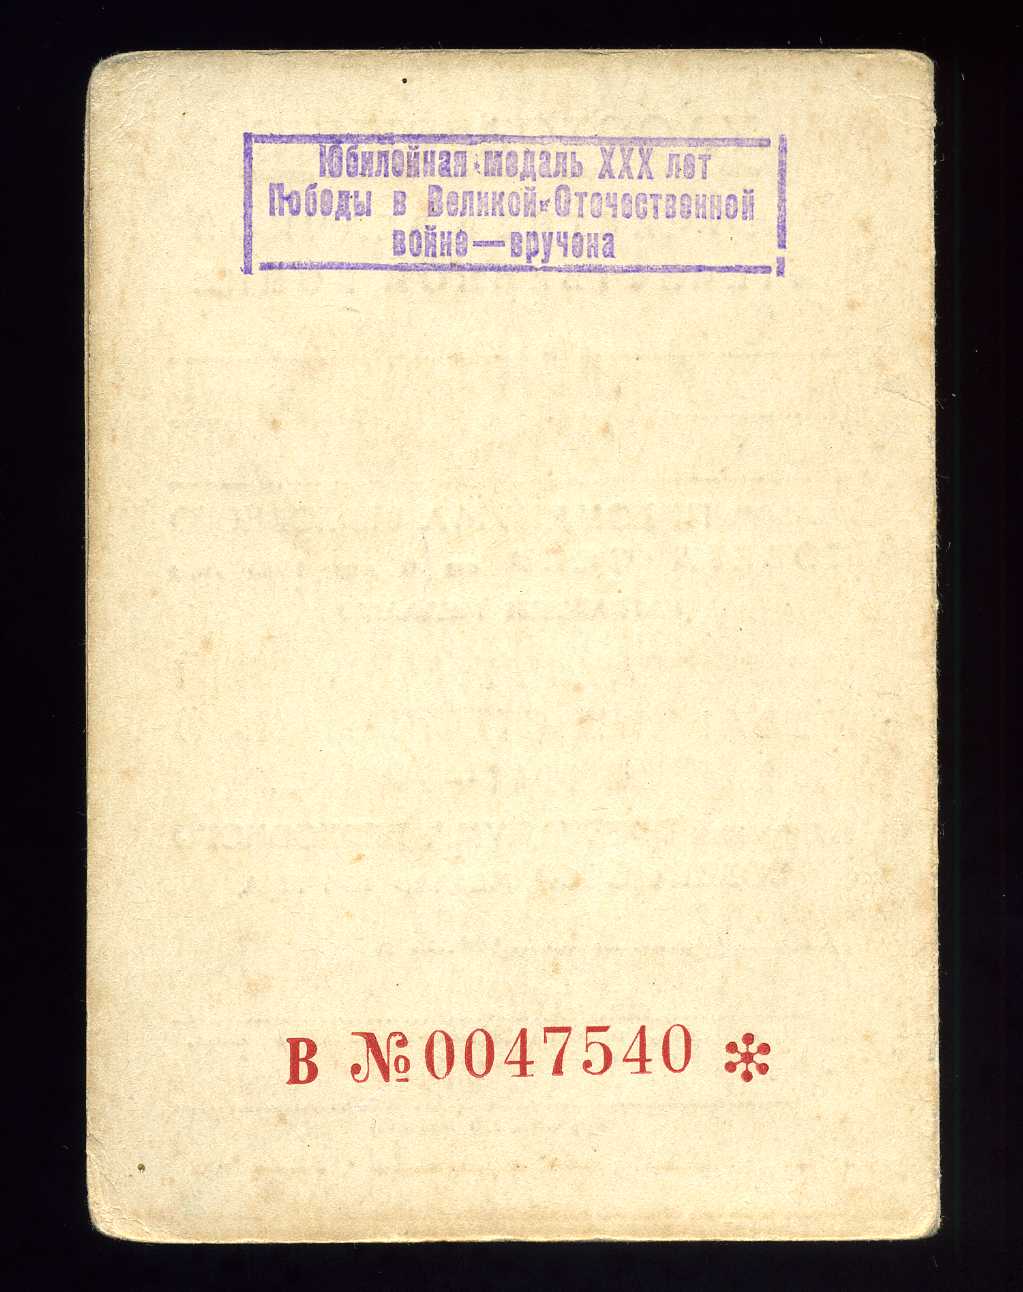 Юбилейная медаль XXX лет
Победы в Великой Отечественной
войне—вручена
В №0047540 *